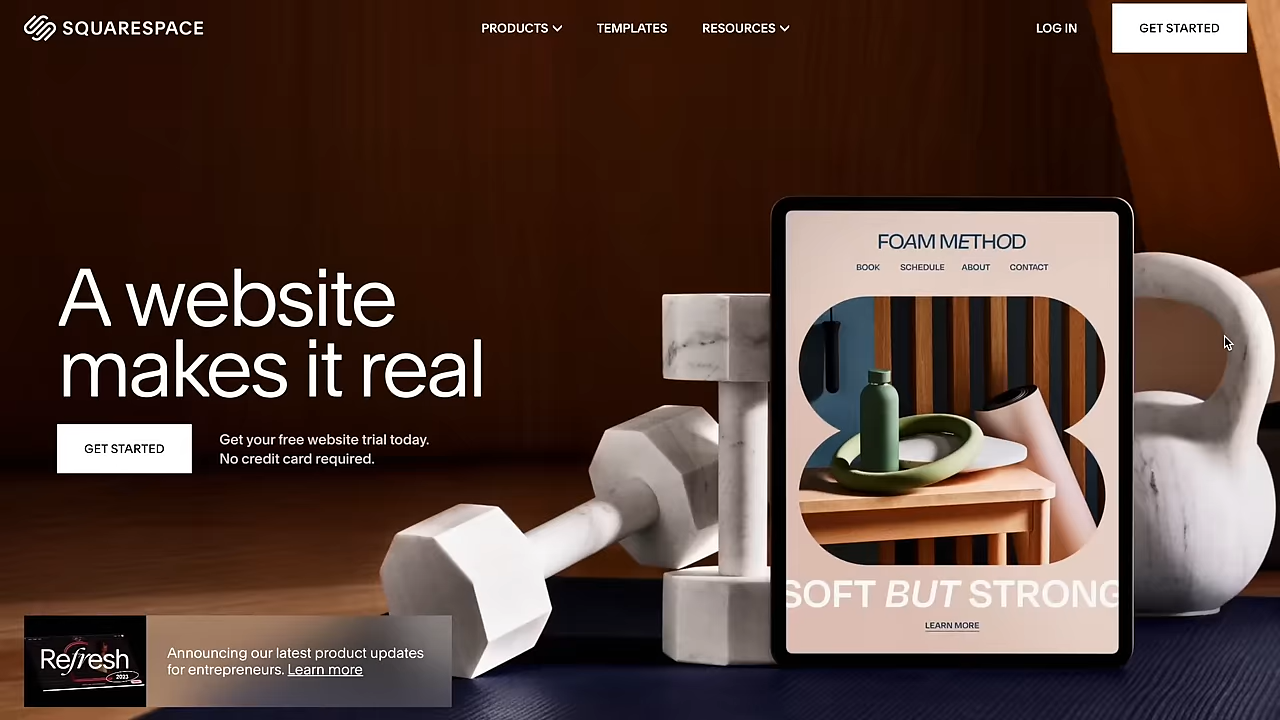 SQUARESPACE
PRODUCTS
TEMPLATES
RESOURCES
LOG IN
GET STARTED
A website
makes it real
GET STARTED
Get your free website trial today.
No credit card required.
FOAM METHOD
BOOK
SCHEDULE
ABOUT
CONTACT
SOFT BUT STRONG
LEARN MORE
Refresh
2023
Announcing our latest product updates
for entrepreneurs. Learn more